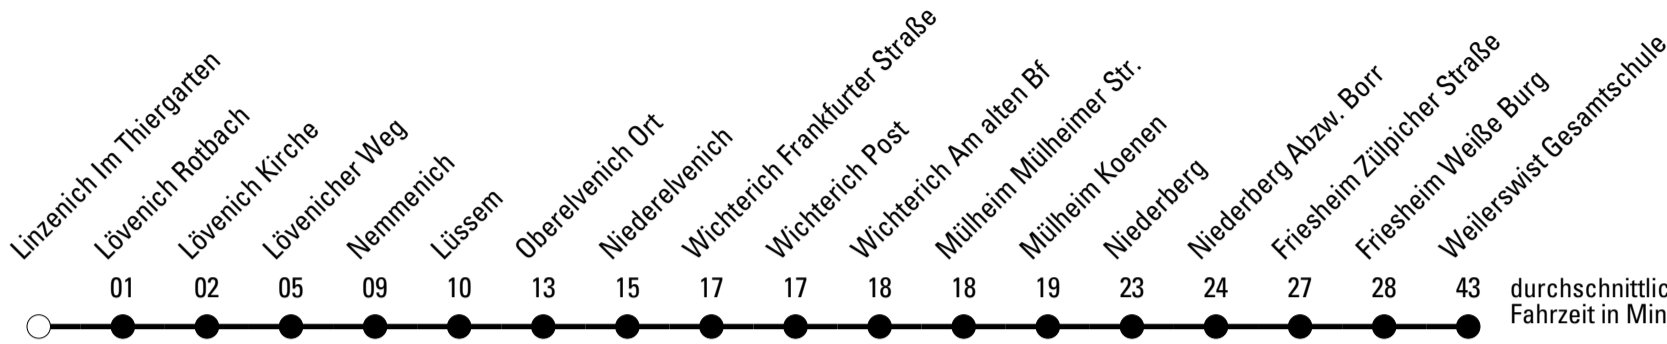 Linzenich Im Thiergarten
Lövenich Rotbach
Lövenich Kirche
Lövenicher Weg
Nemmenich
Lüssem
Oberelvenich Ort
Niederelvenich
Wichterich Frankfurter Straße
Wichterich Post
Wichterich Am alten Bf
Mülheim Mülheimer Str.
Mülheim Koenen
Niederberg
Niederberg Abzw. Borr
Friesheim Zülpicher Straße
Friesheim Weiße Burg
Weilerswist Gesamtschule
01 02 05 09 10 13 15 17 17 18 18 19 23 24 27 28 43
durchschnittlic
Fahrzeit in Min